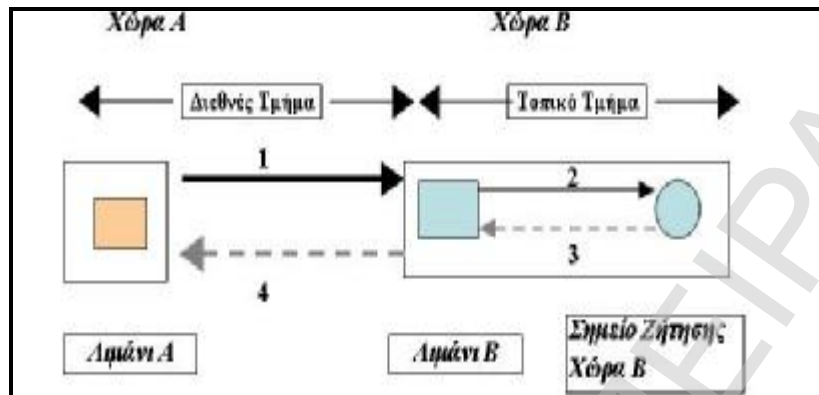 Χώρα Α
Χώρα Β
Διεθνές Τμήμα
Τοπικό Τμήμα
1
2
3
4
Λιμάνι Α
Λιμάνι Β
Σημείο Ζήτησης
Χώρα Β